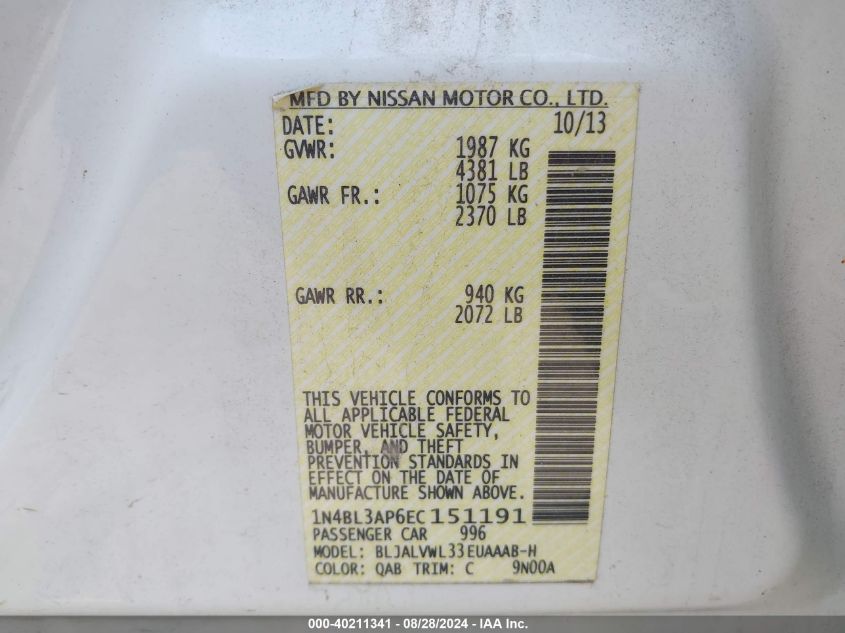 MFD BY NISSAN MOTOR CO., LTD.
DATE: 10/13
GVWR: 1987 KG
4381 LB
GAWR FR.: 1075 KG
2370 LB
GAWR RR.: 940 KG
2072 LB
THIS VEHICLE CONFORMS TO
ALL APPLICABLE FEDERAL
MOTOR VEHICLE SAFETY,
BUMPER, AND THEFT
PREVENTION STANDARDS IN
EFFECT ON THE DATE OF
MANUFACTURE SHOWN ABOVE.
1N4BL3AP6EC151191
PASSENGER CAR 996
MODEL: BLJALVWL33EUAAAB-H
COLOR: QAB TRIM: C 9N00A
000-40211341 - 08/28/2024 - IAA Inc.